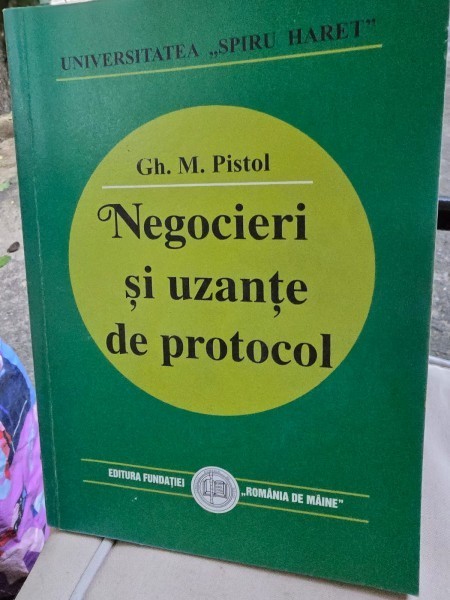 UNIVERSITATEA „SPIRU HARET”
Gh. M. Pistol
Negocieri
și uzanțe
de protocol
EDITURA FUNDAȚIEI „ROMÂNIA DE MÂINE”